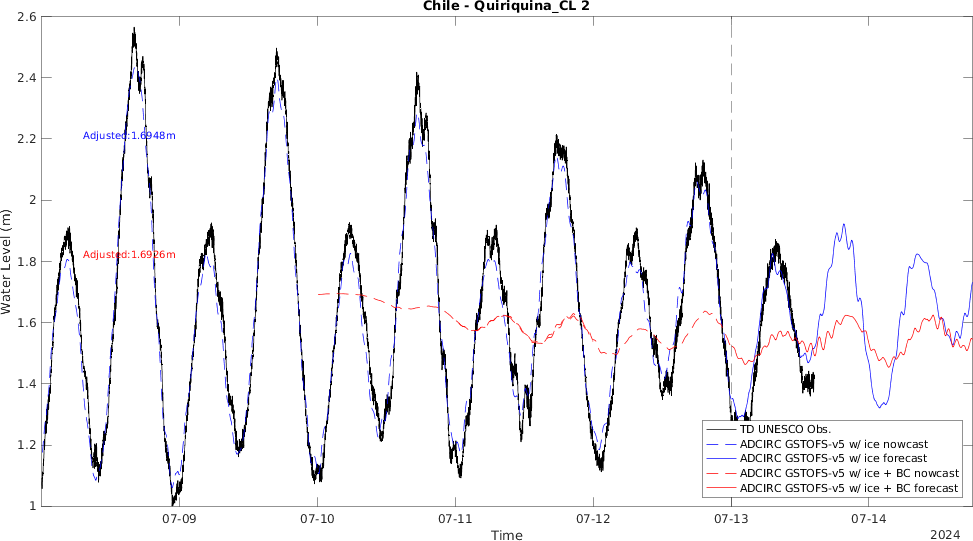 Chile - Quiriquina_CL 2
2.6
2.4
2.2
2
1.8
1.6
1.4
1.2
1
Water Level (m)
Adjusted:1.6948m
Adjusted:1.6926m
TD UNESCO Obs.
ADCIRC GSTOFS-v5 w/ ice nowcast
ADCIRC GSTOFS-v5 w/ ice forecast
ADCIRC GSTOFS-v5 w/ ice + BC nowcast
ADCIRC GSTOFS-v5 w/ ice + BC forecast
07-09 07-10 07-11 07-12 07-13 07-14
Time
2024